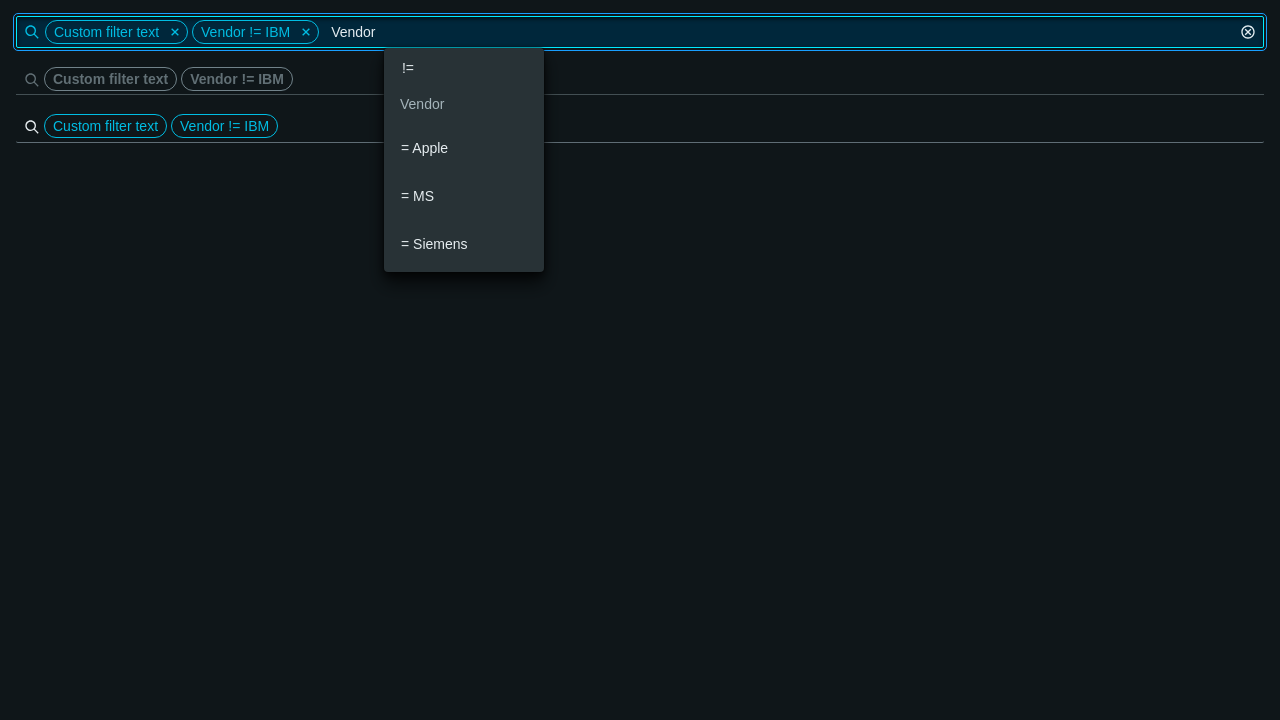 Custom filter text Vendor != IBM Vendor
!=
Custom filter text Vendor != IBM
Vendor
Custom filter text Vendor != IBM
= Apple
= MS
= Siemens